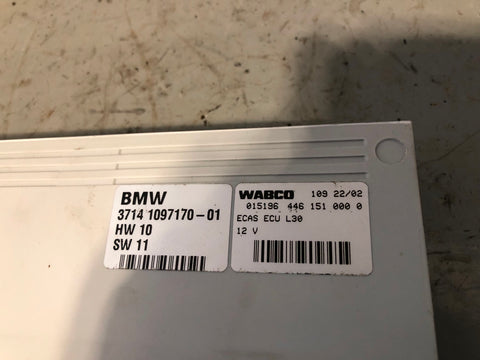 BMW
3714 1097170-01
HW 10
SW 11
WABCO 109 22/02
015196 446 151 000 0
ECAS ECU L30
12 V